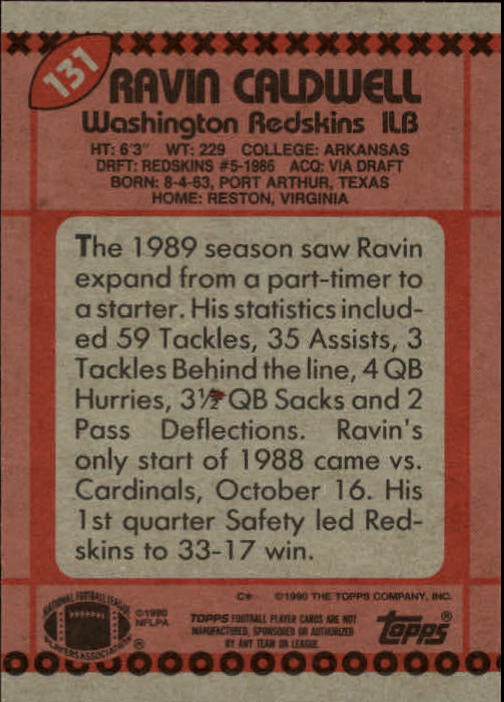 131
RAVIN CALDWELL
Washington Redskins ILB
HT: 6'3" WT: 229 COLLEGE: ARKANSAS
DRFT: REDSKINS #5-1986 ACQ: VIA DRAFT
BORN: 8-4-63, PORT ARTHUR, TEXAS
HOME: RESTON, VIRGINIA
The 1989 season saw Ravin
expand from a part-timer to
a starter. His statistics includ-
ed 59 Tackles, 35 Assists, 3
Tackles Behind the line, 4 QB
Hurries, 3½ QB Sacks and 2
Pass Deflections. Ravin's
only start of 1988 came vs.
Cardinals, October 16. His
1st quarter Safety led Red-
skins to 33-17 win.
NATIONAL FOOTBALL LEAGUE
PLAYERS ASSOCIATION
®
©1990
NFLPA
C* ©1990 THE TOPPS COMPANY, INC.
TOPPS FOOTBALL PLAYER CARDS ARE NOT
MANUFACTURED, SPONSORED OR AUTHORIZED
BY ANY TEAM OR LEAGUE.
topps®